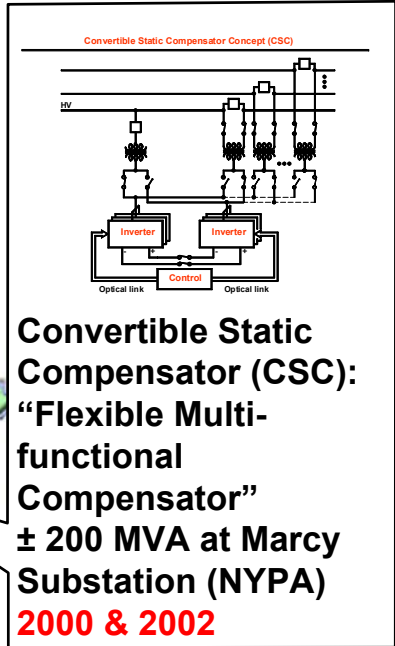 Convertible Static Compensator Concept (CSC)
HV
Inverter
Inverter
- + - +
Control
Optical link
Optical link
Convertible Static
Compensator (CSC):
“Flexible Multi-
functional
Compensator”
± 200 MVA at Marcy
Substation (NYPA)
2000 & 2002